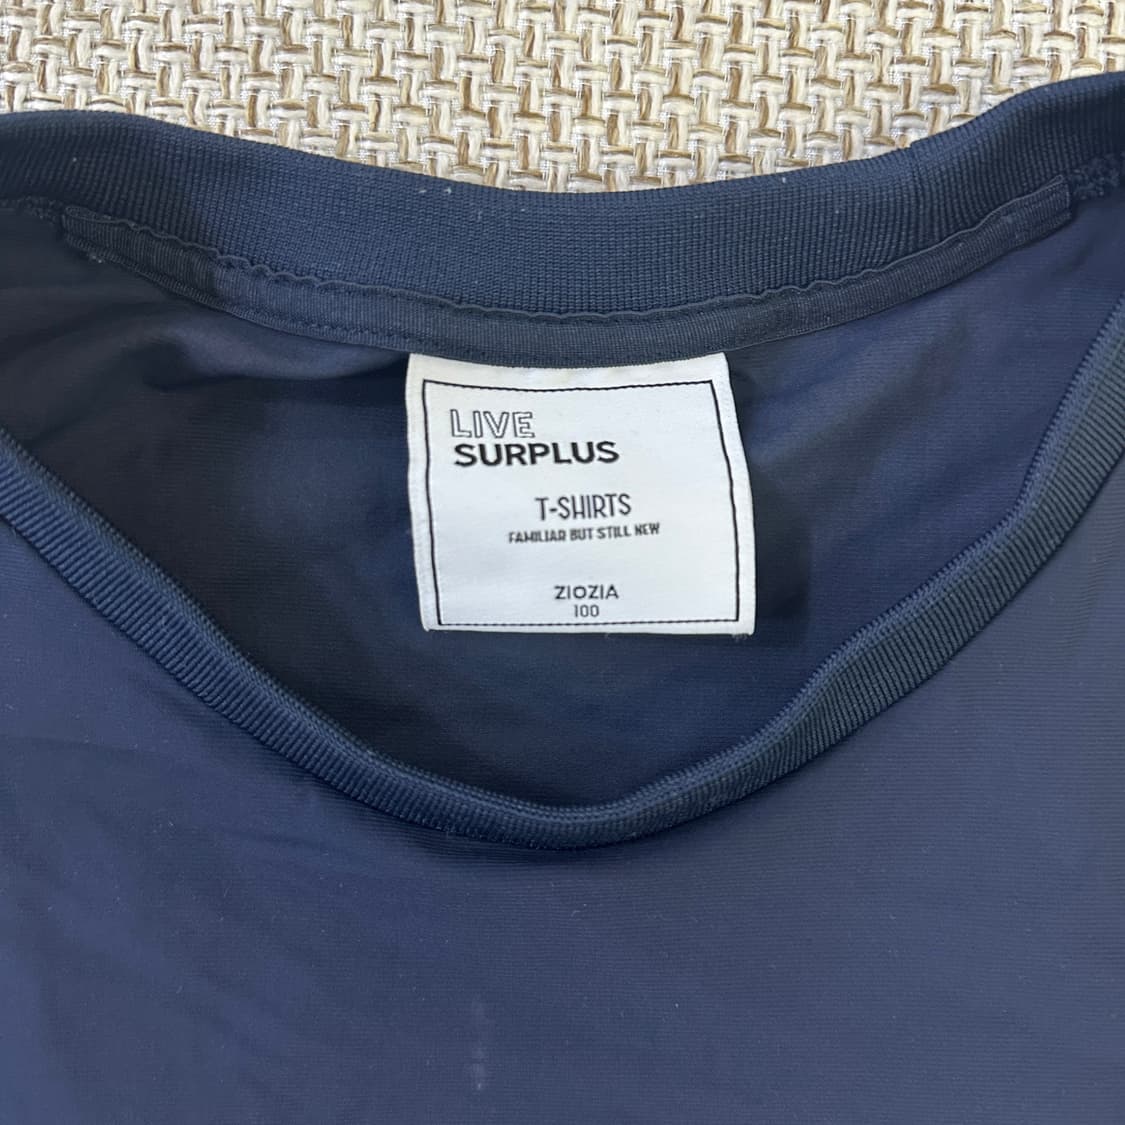 LIVE
SURPLUS
T-SHIRTS
FAMILIAR BUT STILL NEW
ZIOZIA
100